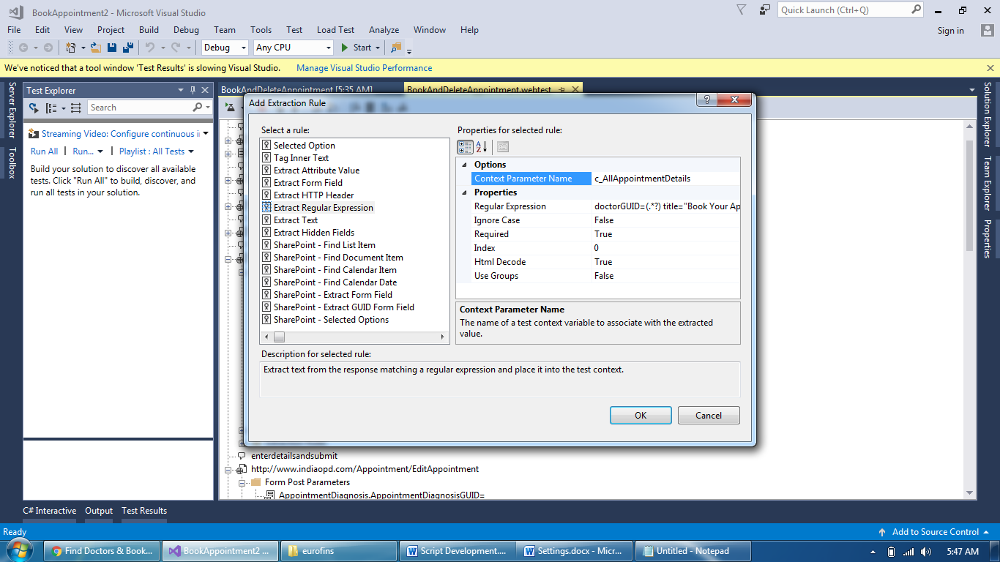 BookAppointment2 - Microsoft Visual Studio
Quick Launch (Ctrl+Q)
File Edit View Project Build Debug Team Tools Test Load Test Analyze Window Help
Sign in
Debug Any CPU Start
We've noticed that a tool window 'Test Results' is slowing Visual Studio. Manage Visual Studio Performance
Server Explorer
Toolbox
Test Explorer
Search
Streaming Video: Configure continuous i
Run All | Run... | Playlist : All Tests
Build your solution to discover all available
tests. Click "Run All" to build, discover, and
run all tests in your solution.
BookAndDeleteAppointment [5:35 AM]
BookAndDeleteAppointment.webtest
Add Extraction Rule
Select a rule:
Selected Option
Tag Inner Text
Extract Attribute Value
Extract Form Field
Extract HTTP Header
Extract Regular Expression
Extract Text
Extract Hidden Fields
SharePoint - Find List Item
SharePoint - Find Document Item
SharePoint - Find Calendar Item
SharePoint - Find Calendar Date
SharePoint - Extract Form Field
SharePoint - Extract GUID Form Field
SharePoint - Selected Options
Properties for selected rule:
Options
Context Parameter Name c_AllAppointmentDetails
Properties
Regular Expression doctorGUID=(.*?) title="Book Your Ap
Ignore Case False
Required True
Index 0
Html Decode True
Use Groups False
Context Parameter Name
The name of a test context variable to associate with the extracted
value.
Description for selected rule:
Extract text from the response matching a regular expression and place it into the test context.
OK Cancel
enterdetailsandsubmit
http://www.indiaopd.com/Appointment/EditAppointment
Form Post Parameters
AppointmentDiagnosis.AppointmentDiagnosisGUID=
Solution Explorer
Team Explorer
Properties
C# Interactive Output Test Results
Ready
Add to Source Control
Find Doctors & Book... BookAppointment2 ... eurofins Script Development.... Settings.docx - Micr... Untitled - Notepad
5:47 AM